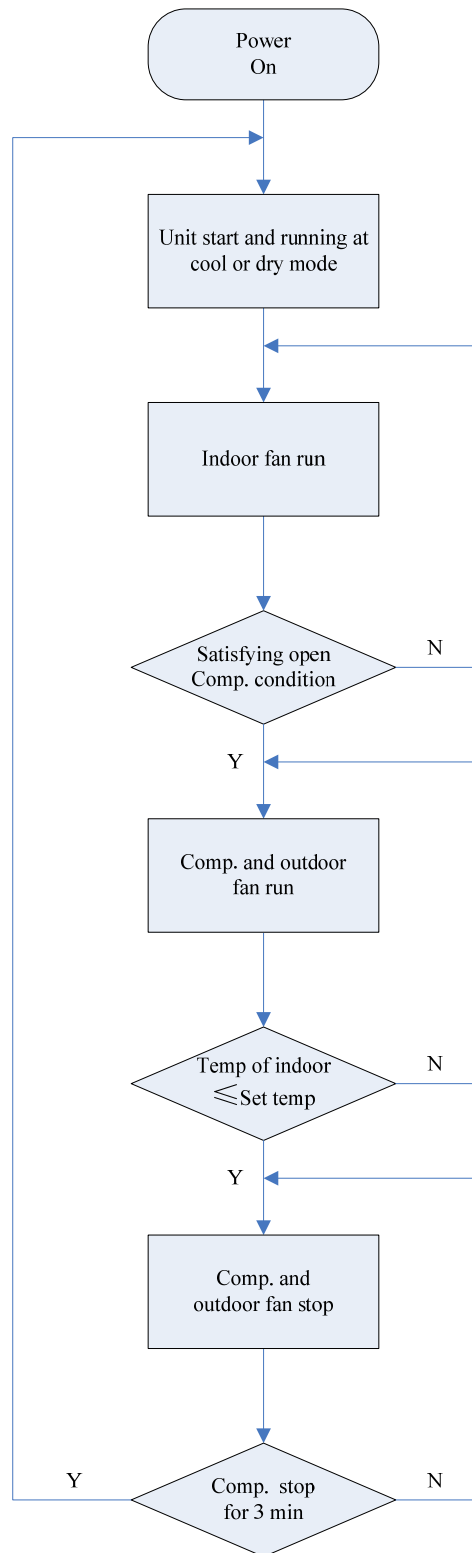 Power
On
Unit start and running at
cool or dry mode
Indoor fan run
Satisfying open
Comp. condition
N
Y
Comp. and outdoor
fan run
Temp of indoor
≤Set temp
N
Y
Comp. and
outdoor fan stop
Y
Comp. stop
for 3 min
N